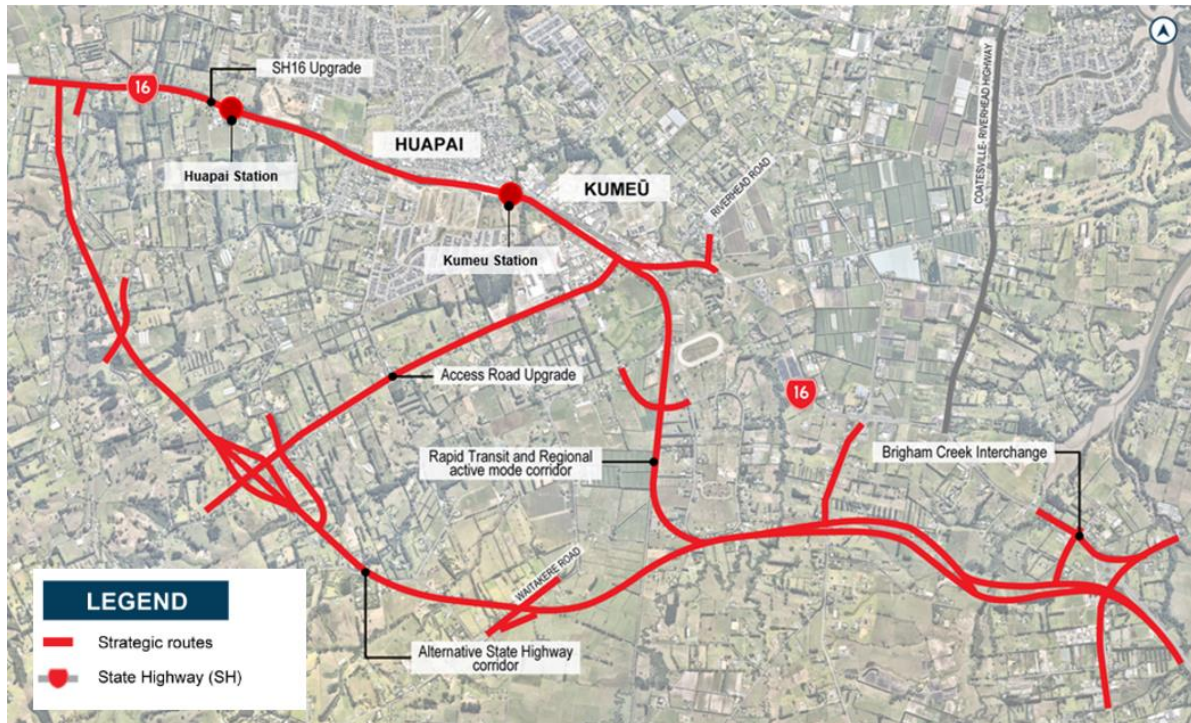 SH16 Upgrade
16
Huapai Station
HUAPAI
KUMEŪ
Kumeu Station
RIVERHEAD ROAD
COATESVILLE- RIVERHEAD HIGHWAY
Access Road Upgrade
16
Rapid Transit and Regional
active mode corridor
Brigham Creek Interchange
WAITAKERE ROAD
Alternative State Highway
corridor
LEGEND
Strategic routes
State Highway (SH)